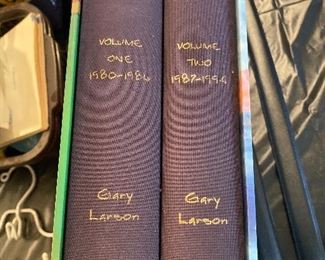 VOLUME
ONE
1980-1986
Gary
Larson
VOLUME
TWO
1987-1994
Gary
Larson